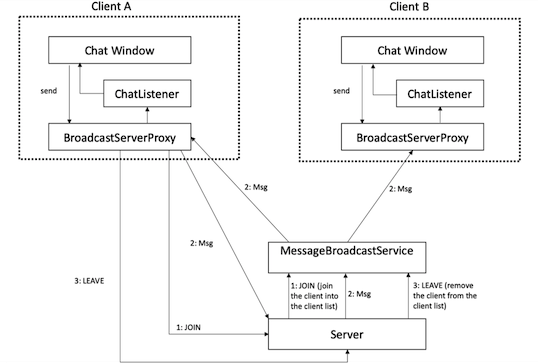 Client A
Client B
Chat Window
Chat Window
send
ChatListener
send
ChatListener
BroadcastServerProxy
BroadcastServerProxy
2: Msg
2: Msg
2: Msg
MessageBroadcastService
3: LEAVE
1: JOIN (join
the client into
the client list)
2: Msg
3: LEAVE (remove
the client from the
client list)
1: JOIN
Server